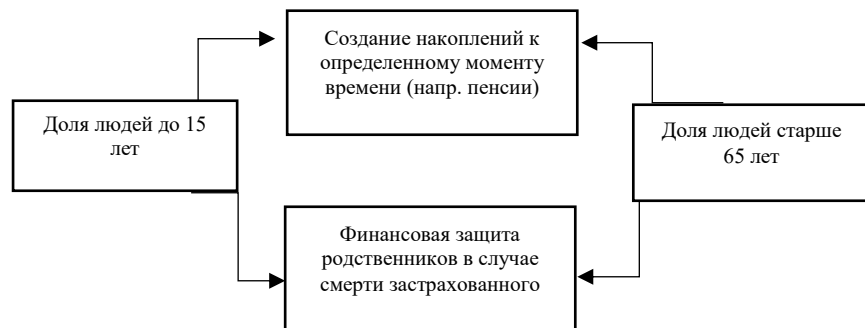 Создание накоплений к
определенному моменту
времени (напр. пенсии)
Доля людей до 15
лет
Доля людей старше
65 лет
Финансовая защита
родственников в случае
смерти застрахованного